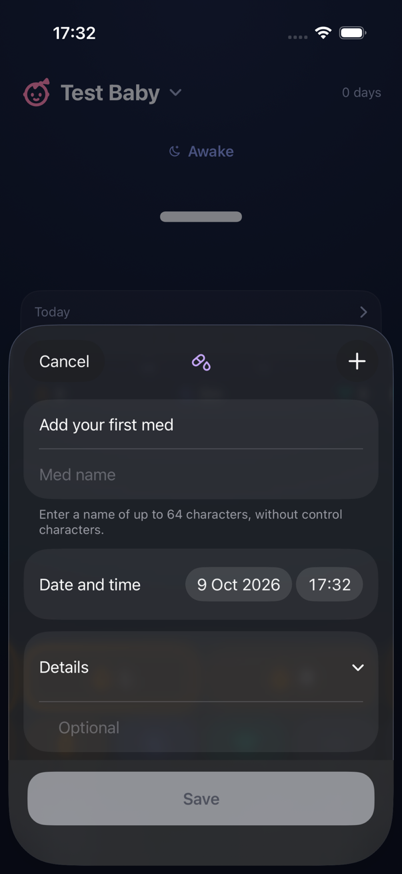 17:32
Test Baby
0 days
Awake
Today
Cancel
Add your first med
Med name
Enter a name of up to 64 characters, without control
characters.
Date and time
9 Oct 2026
17:32
Details
Optional
Save